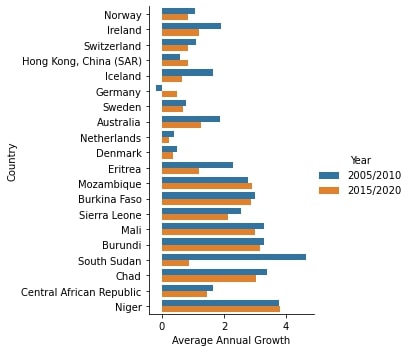 Norway
Ireland
Switzerland
Hong Kong, China (SAR)
Iceland
Germany
Sweden
Australia
Netherlands
Denmark
Eritrea
Mozambique
Burkina Faso
Sierra Leone
Mali
Burundi
South Sudan
Chad
Central African Republic
Niger
Country
0 2 4
Average Annual Growth
Year
2005/2010
2015/2020